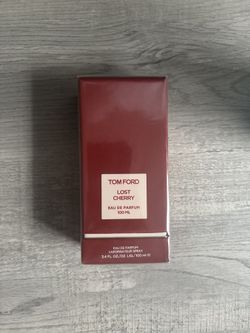 TOM FORD
LOST
CHERRY
EAU DE PARFUM
100 ML
EAU DE PARFUM
VAPORISATEUR SPRAY
3.4 FL. OZ./OZ. LIQ./100 ml ℮